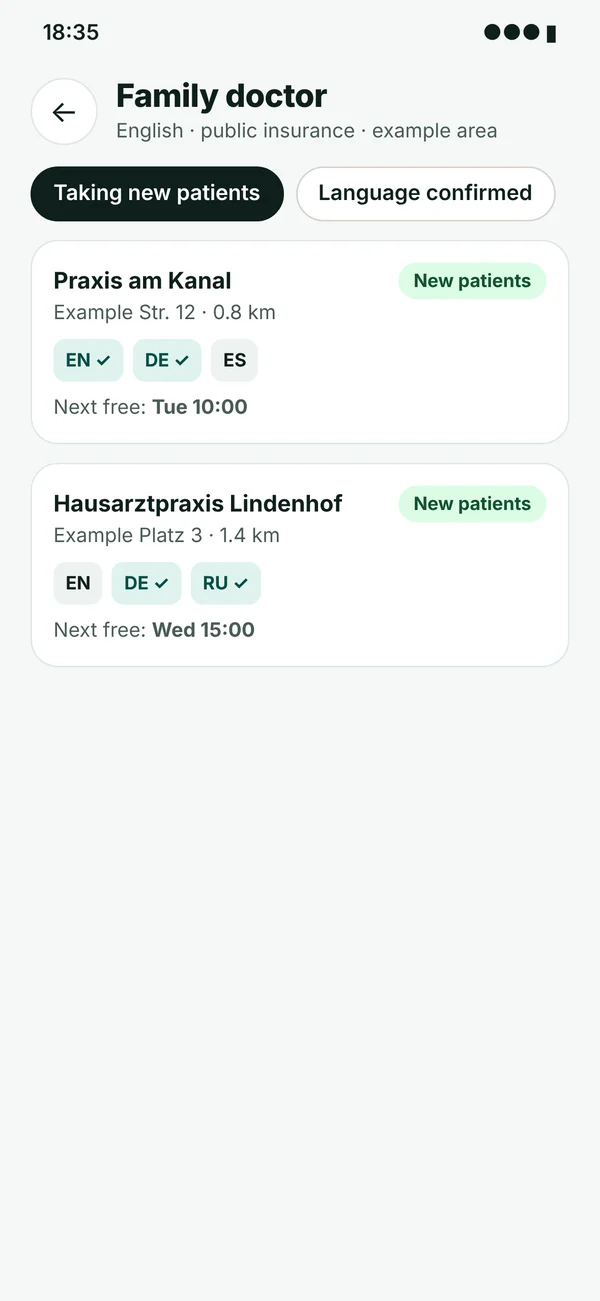 18:35
Family doctor
English · public insurance · example area
Taking new patients
Language confirmed
Praxis am Kanal
New patients
Example Str. 12 · 0.8 km
EN ✓ DE ✓ ES
Next free: Tue 10:00
Hausarztpraxis Lindenhof
New patients
Example Platz 3 · 1.4 km
EN DE ✓ RU ✓
Next free: Wed 15:00